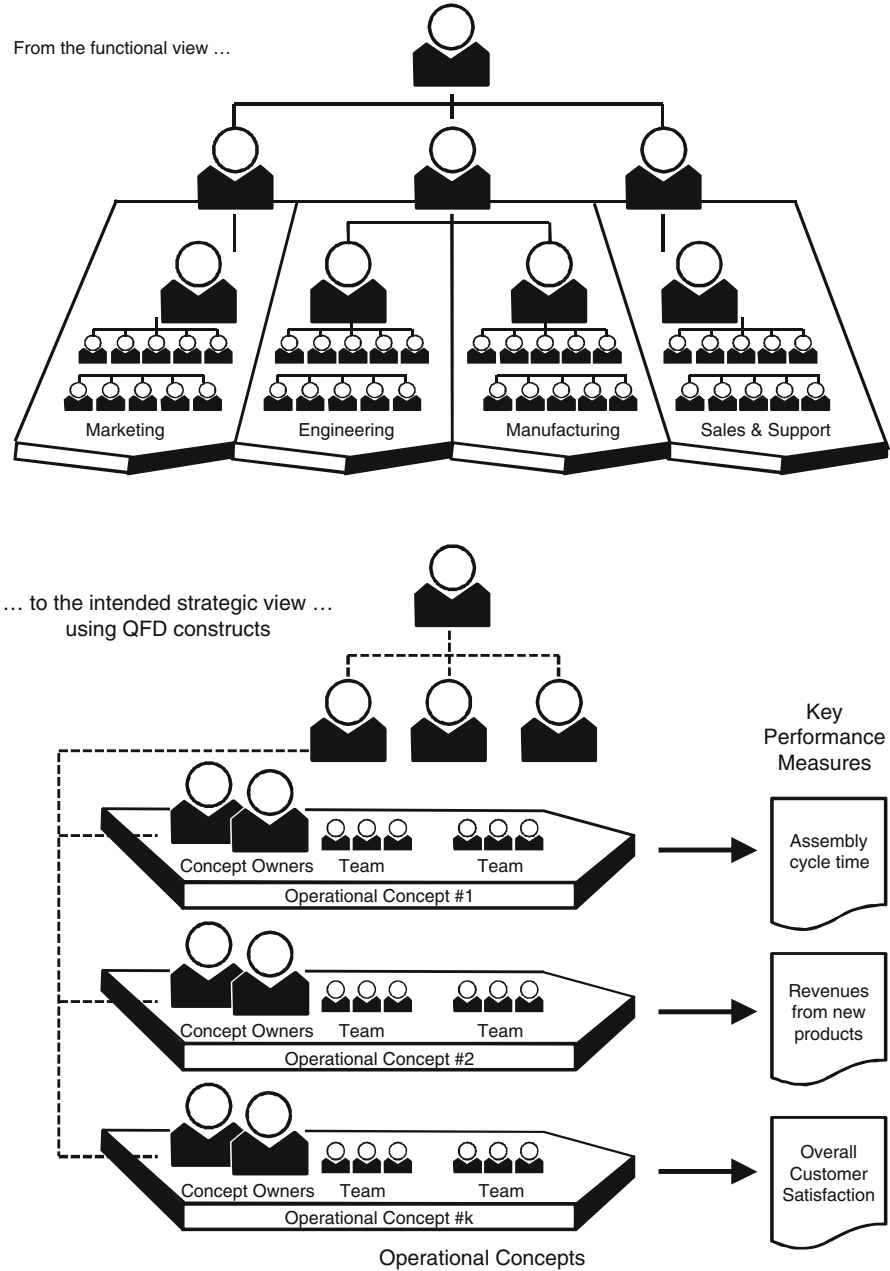 From the functional view …
Marketing
Engineering
Manufacturing
Sales & Support
… to the intended strategic view …
using QFD constructs
Key
Performance
Measures
Concept Owners
Team
Team
Operational Concept #1
Assembly
cycle time
Concept Owners
Team
Team
Operational Concept #2
Revenues
from new
products
Concept Owners
Team
Team
Operational Concept #k
Overall
Customer
Satisfaction
Operational Concepts